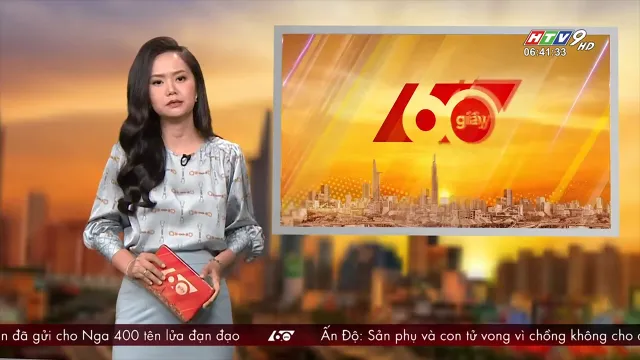 HTV9 HD
06:41:33
60 giây
n đã gửi cho Nga 400 tên lửa đạn đạo 60 Ấn Độ: Sản phụ và con tử vong vì chồng không cho